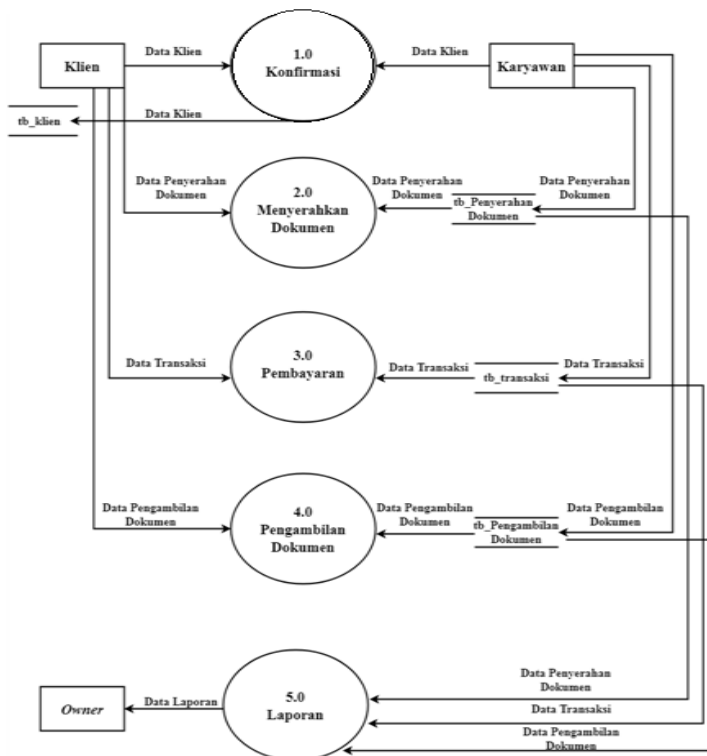 Data Klien
1.0
Konfirmasi
Data Klien
Klien
Karyawan
tb_klien
Data Klien
Data Penyerahan
Dokumen
2.0
Menyerahkan
Dokumen
Data Penyerahan
Dokumen
tb_Penyerahan
Dokumen
Data Penyerahan
Dokumen
Data Transaksi
3.0
Pembayaran
Data Transaksi
tb_transaksi
Data Transaksi
Data Pengambilan
Dokumen
4.0
Pengambilan
Dokumen
Data Pengambilan
Dokumen
tb_Pengambilan
Dokumen
Data Pengambilan
Dokumen
Owner
Data Laporan
5.0
Laporan
Data Penyerahan
Dokumen
Data Transaksi
Data Pengambilan
Dokumen